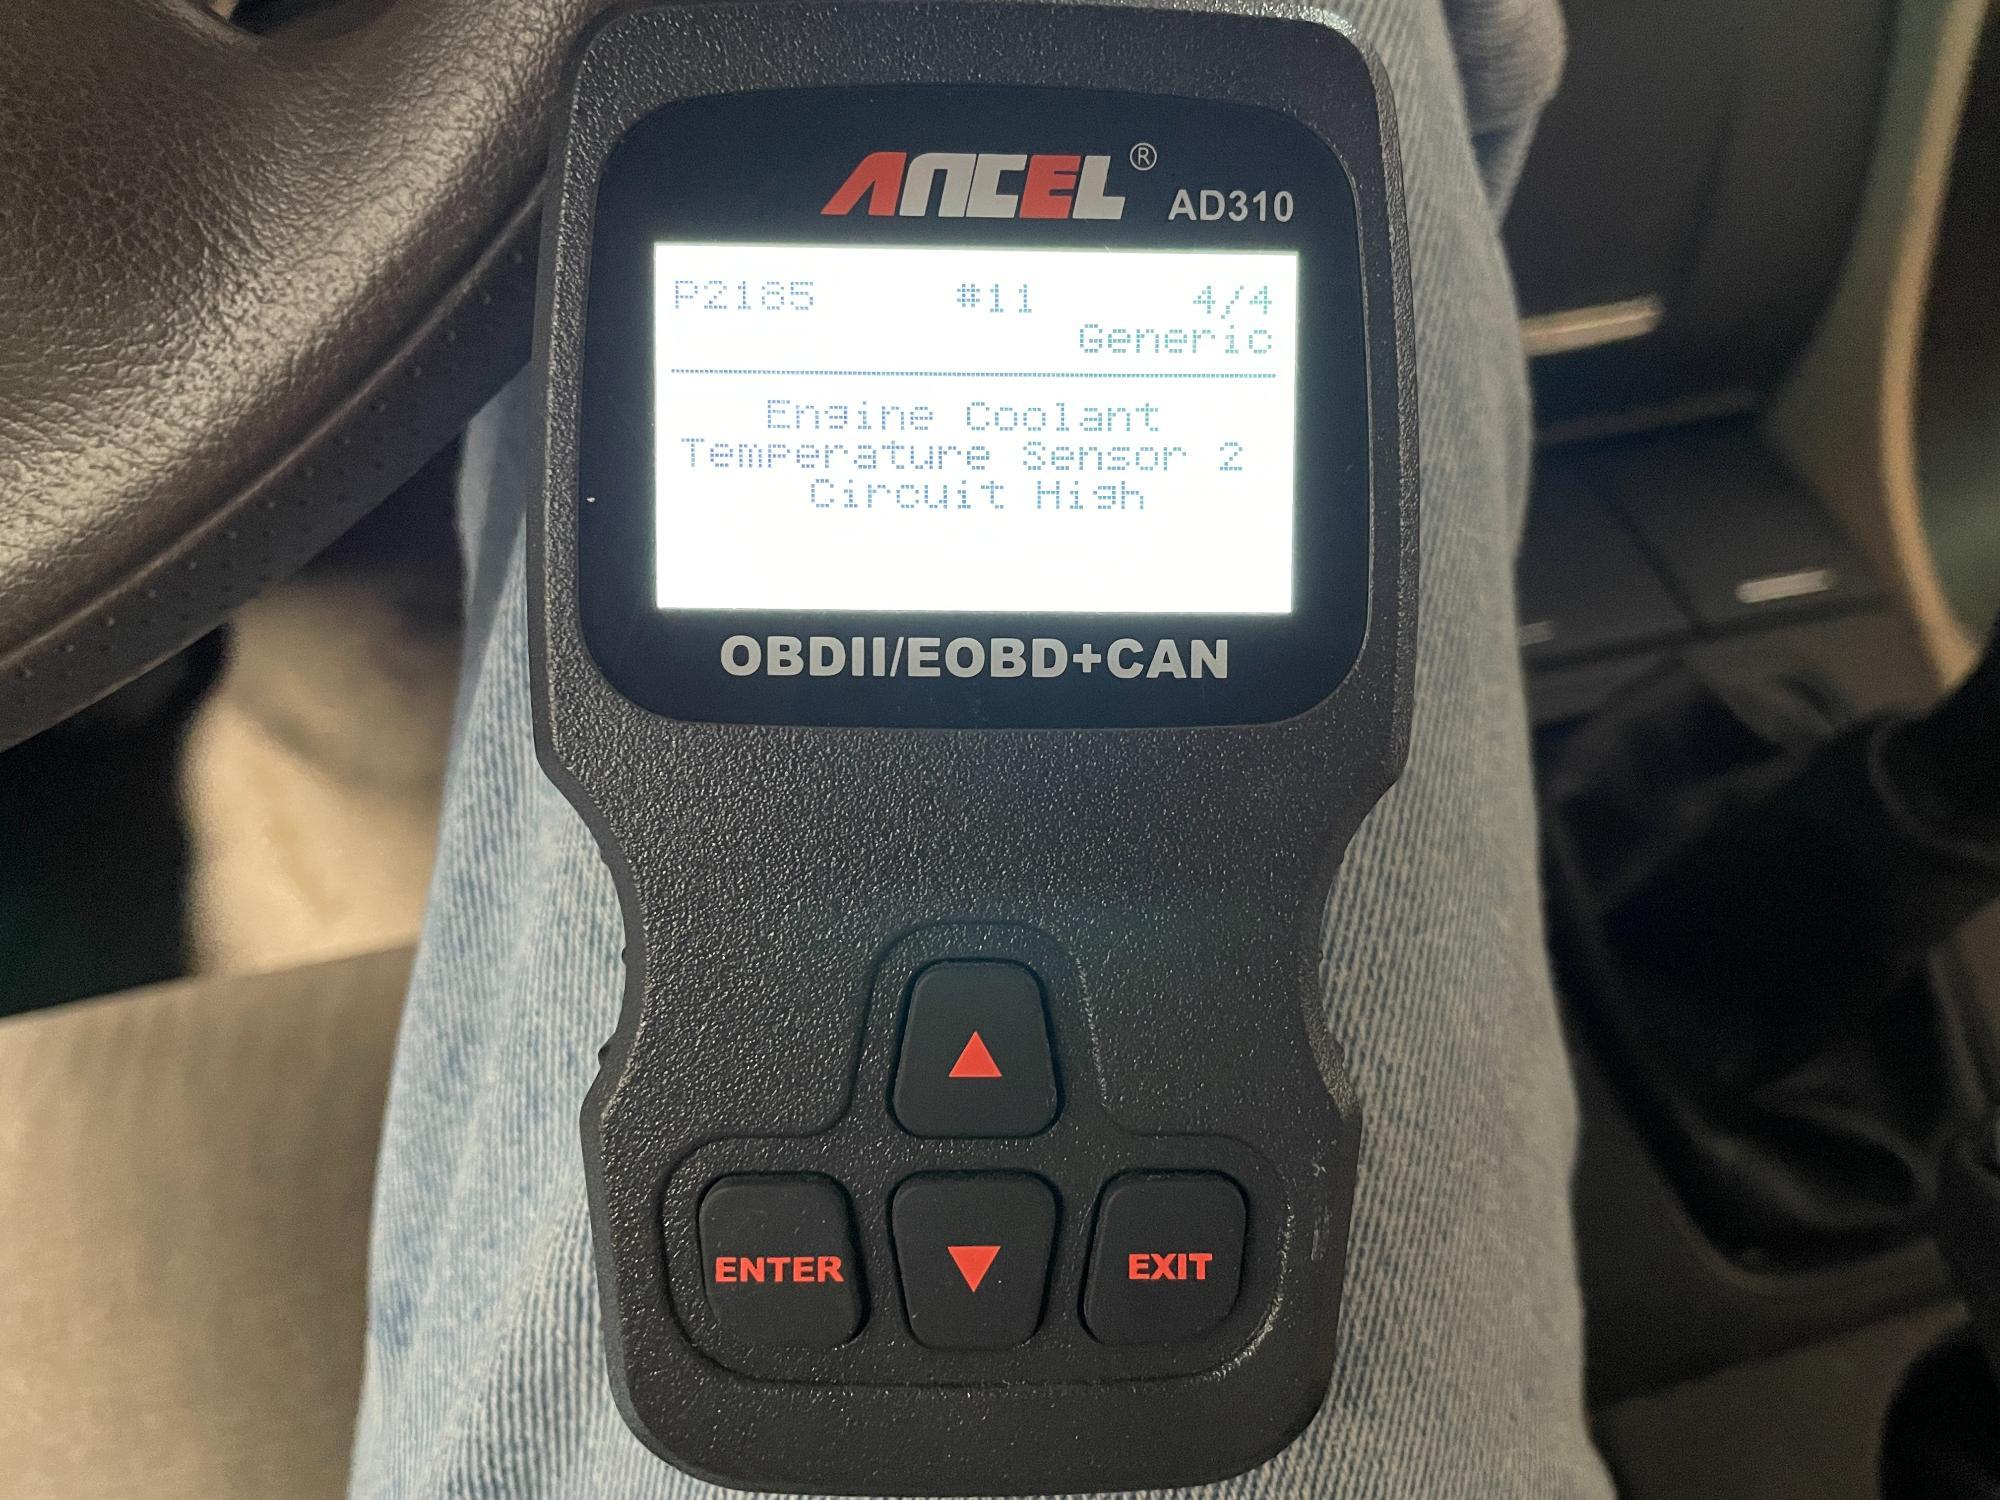 ANCEL® AD310
P2185 #11 4/4
Generic
Engine Coolant
Temperature Sensor 2
Circuit High
OBDII/EOBD+CAN
ENTER
EXIT